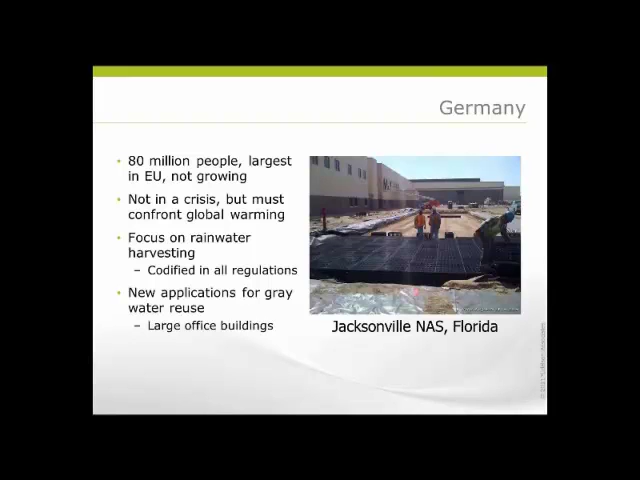 Germany
• 80 million people, largest
in EU, not growing
• Not in a crisis, but must
confront global warming
• Focus on rainwater
harvesting
– Codified in all regulations
• New applications for gray
water reuse
– Large office buildings
Jacksonville NAS, Florida